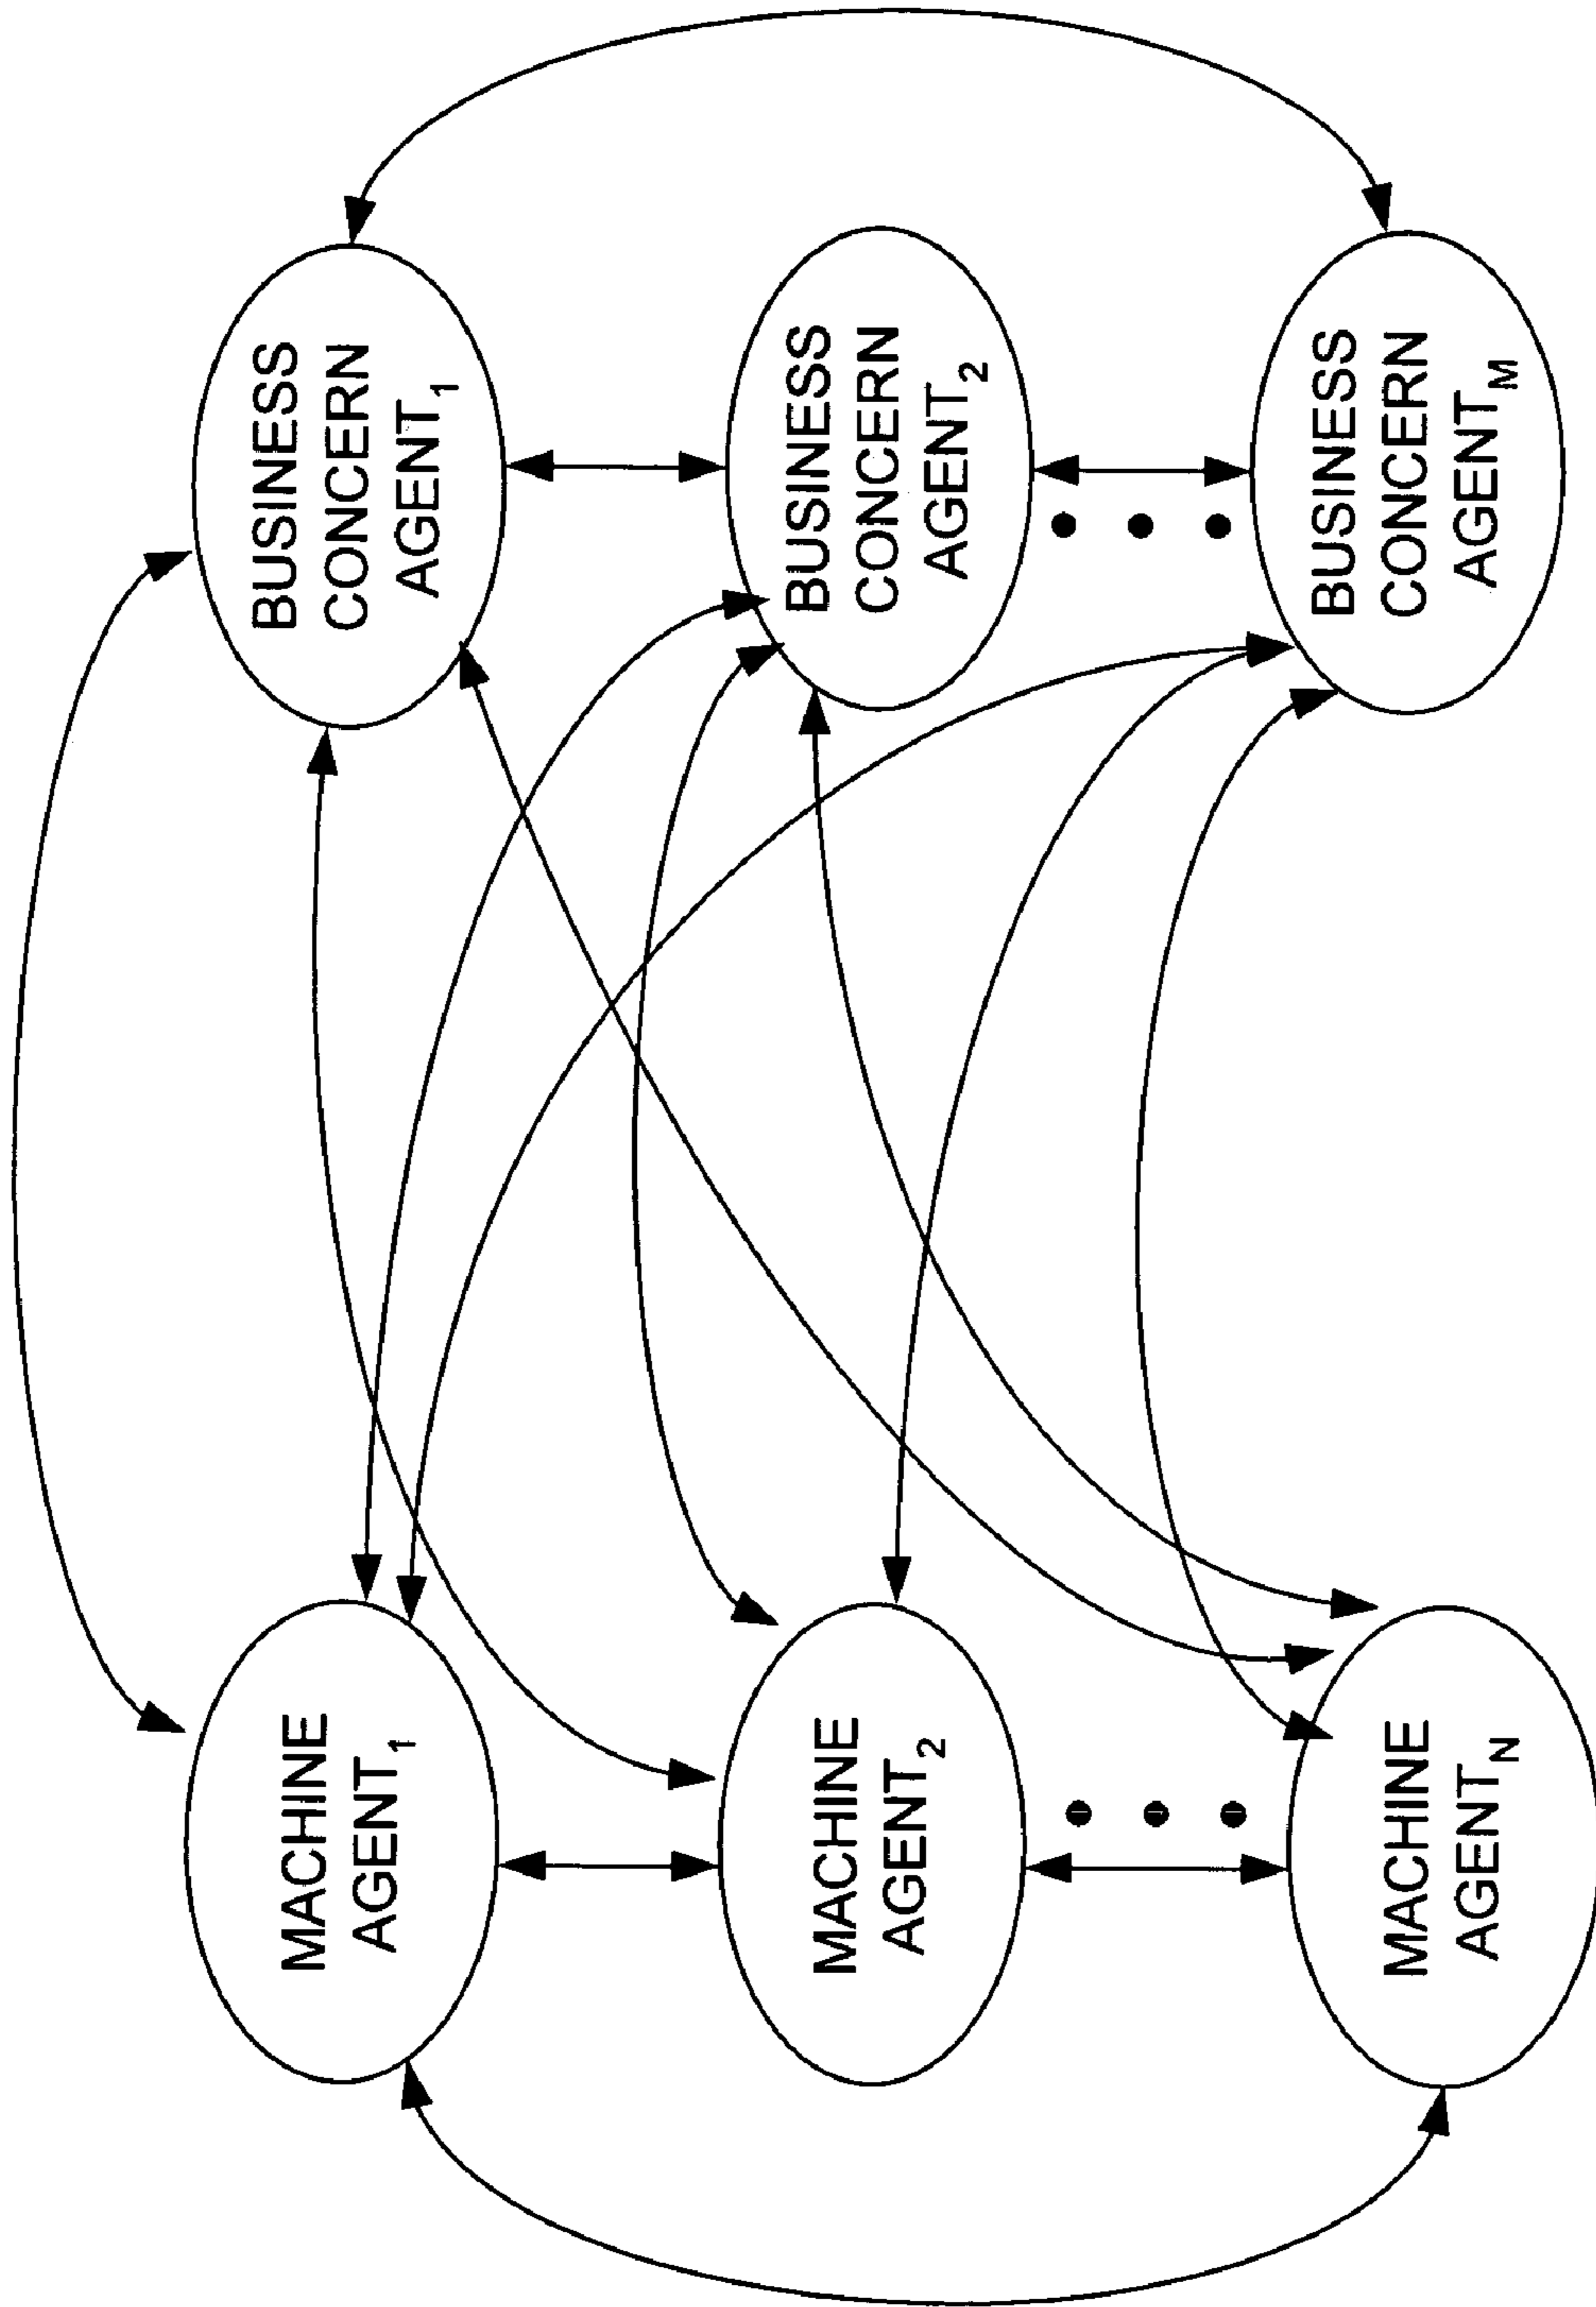 MACHINE
AGENT1
MACHINE
AGENT2
MACHINE
AGENTN
BUSINESS
CONCERN
AGENT1
BUSINESS
CONCERN
AGENT2
BUSINESS
CONCERN
AGENTM